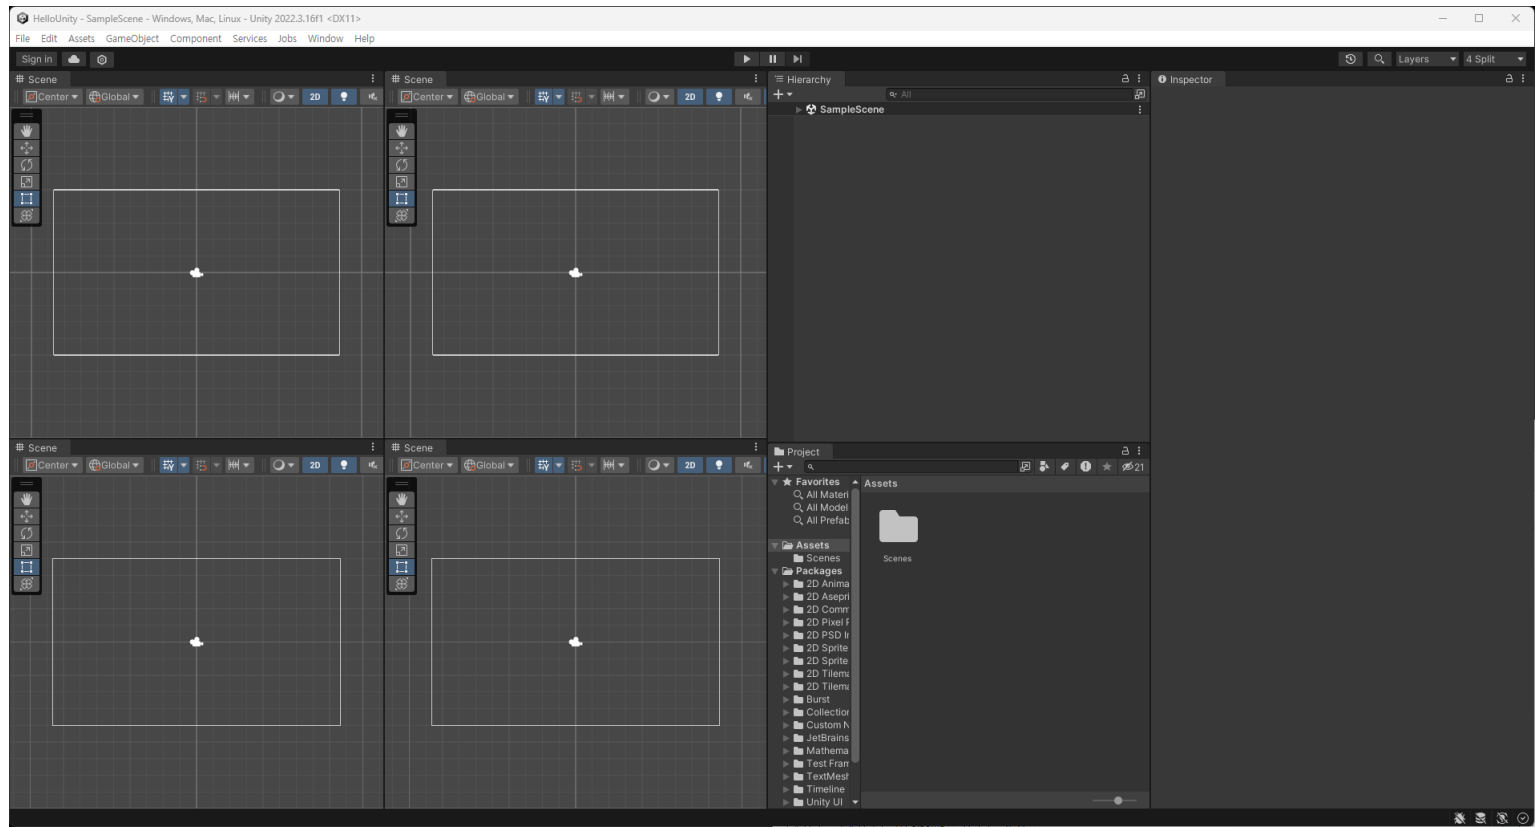 HelloUnity - SampleScene - Windows, Mac, Linux - Unity 2022.3.16f1 <DX11>
File Edit Assets GameObject Component Services Jobs Window Help
Sign in
Layers 4 Split
Scene
Center Global 2D
Scene
Center Global 2D
Hierarchy
All
SampleScene
Inspector
Scene
Center Global 2D
Scene
Center Global 2D
Project
21
Favorites
All Materi
All Model
All Prefab
Assets
Scenes
Packages
2D Anima
2D Asepri
2D Comm
2D Pixel P
2D PSD In
2D Sprite
2D Sprite
2D Tilema
2D Tilema
Burst
Collection
Custom N
JetBrains
Mathema
Test Fram
TextMesh
Timeline
Unity UI
Assets
Scenes